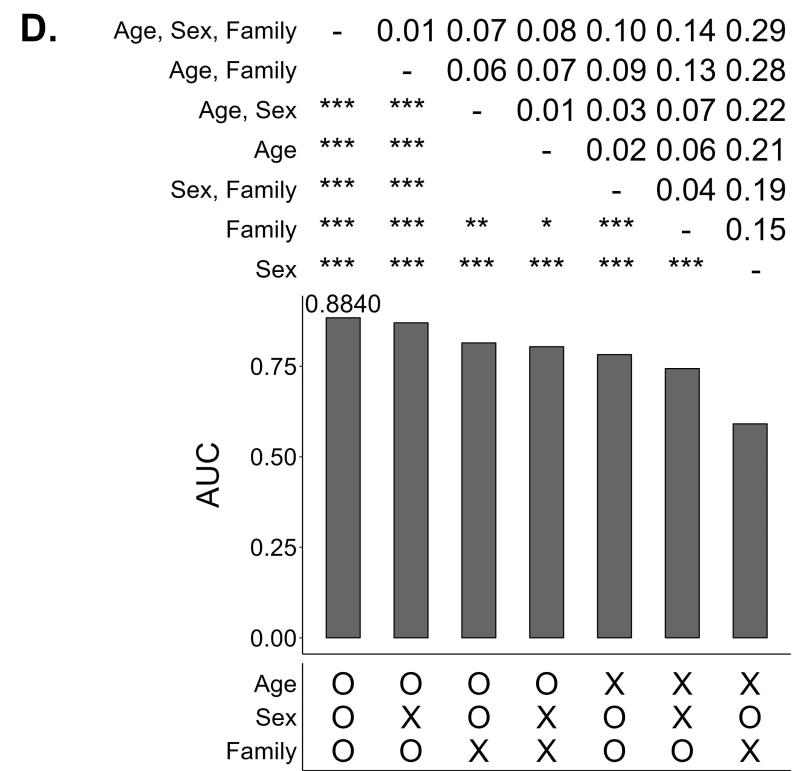 D.
Age, Sex, Family - 0.01 0.07 0.08 0.10 0.14 0.29
Age, Family - 0.06 0.07 0.09 0.13 0.28
Age, Sex *** *** - 0.01 0.03 0.07 0.22
Age *** *** - 0.02 0.06 0.21
Sex, Family *** *** - 0.04 0.19
Family *** *** ** * *** - 0.15
Sex *** *** *** *** *** *** -
0.8840
0.75
0.50
0.25
0.00
AUC
Age O O O O X X X
Sex O X O X O X O
Family O O X X O O X